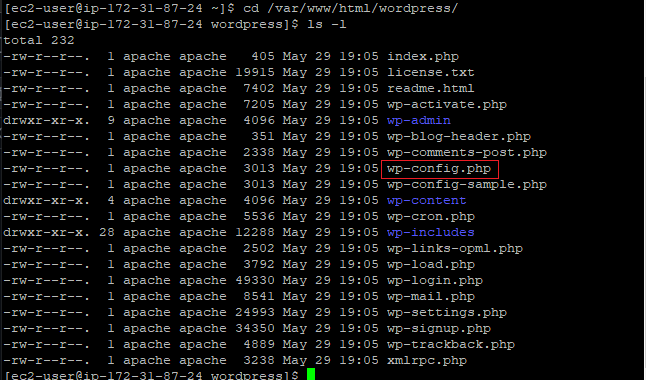 [ec2-user@ip-172-31-87-24 ~]$ cd /var/www/html/wordpress/
[ec2-user@ip-172-31-87-24 wordpress]$ ls -l
total 232
-rw-r--r--. 1 apache apache 405 May 29 19:05 index.php
-rw-r--r--. 1 apache apache 19915 May 29 19:05 license.txt
-rw-r--r--. 1 apache apache 7402 May 29 19:05 readme.html
-rw-r--r--. 1 apache apache 7205 May 29 19:05 wp-activate.php
drwxr-xr-x. 9 apache apache 4096 May 29 19:05 wp-admin
-rw-r--r--. 1 apache apache 351 May 29 19:05 wp-blog-header.php
-rw-r--r--. 1 apache apache 2338 May 29 19:05 wp-comments-post.php
-rw-r--r--. 1 apache apache 3013 May 29 19:05 wp-config.php
-rw-r--r--. 1 apache apache 3013 May 29 19:05 wp-config-sample.php
drwxr-xr-x. 4 apache apache 4096 May 29 19:05 wp-content
-rw-r--r--. 1 apache apache 5536 May 29 19:05 wp-cron.php
drwxr-xr-x. 28 apache apache 12288 May 29 19:05 wp-includes
-rw-r--r--. 1 apache apache 2502 May 29 19:05 wp-links-opml.php
-rw-r--r--. 1 apache apache 3792 May 29 19:05 wp-load.php
-rw-r--r--. 1 apache apache 49330 May 29 19:05 wp-login.php
-rw-r--r--. 1 apache apache 8541 May 29 19:05 wp-mail.php
-rw-r--r--. 1 apache apache 24993 May 29 19:05 wp-settings.php
-rw-r--r--. 1 apache apache 34350 May 29 19:05 wp-signup.php
-rw-r--r--. 1 apache apache 4889 May 29 19:05 wp-trackback.php
-rw-r--r--. 1 apache apache 3238 May 29 19:05 xmlrpc.php
[ec2-user@ip-172-31-87-24 wordpress]$